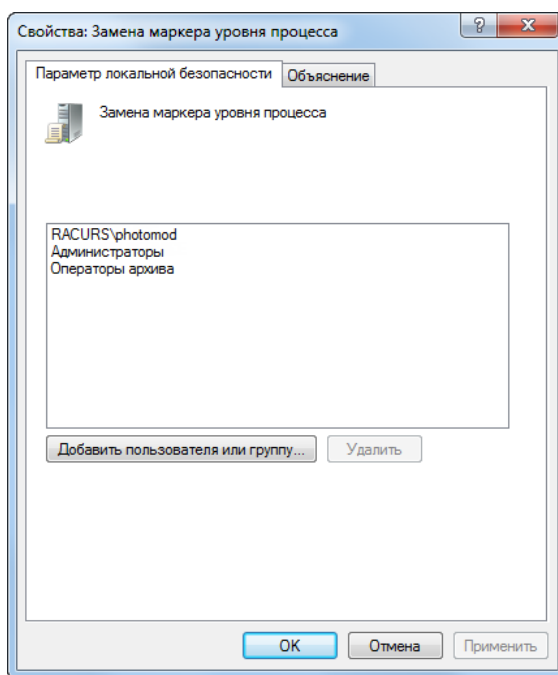 Свойства: Замена маркера уровня процесса
Параметр локальной безопасности
Объяснение
Замена маркера уровня процесса
RACURS\photomod
Администраторы
Операторы архива
Добавить пользователя или группу...
Удалить
OK
Отмена
Применить